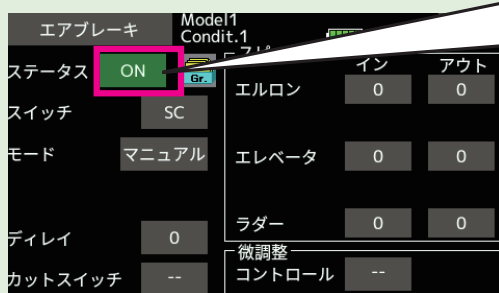 エアブレーキ
Model1
Condit.1
ステータス
ON
Gr.
スイッチ
SC
モード
マニュアル
ディレイ
0
カットスイッチ
--
イン
アウト
エルロン
0
0
エレベータ
0
0
ラダー
0
0
微調整
コントロール
--